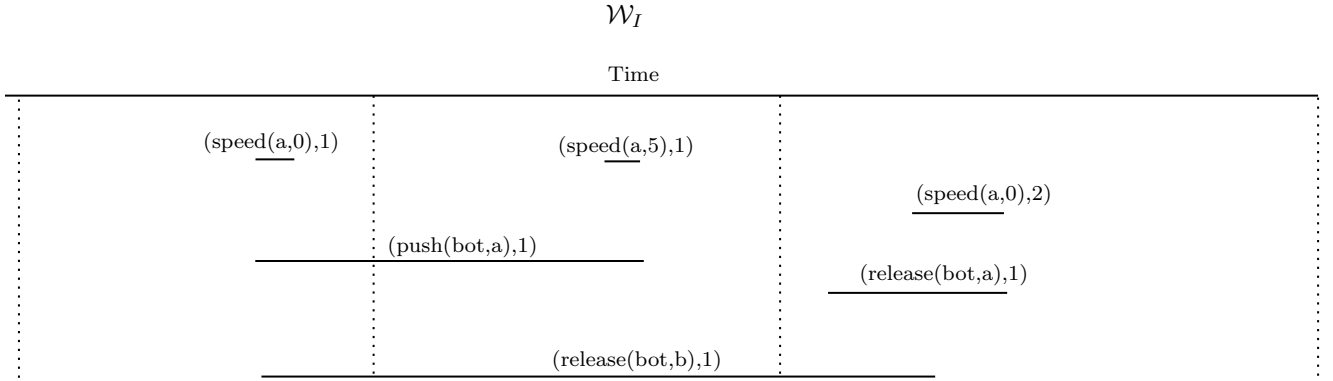 𝒲_I
Time
(speed(a,0),1)
(speed(a,5),1)
(speed(a,0),2)
(push(bot,a),1)
(release(bot,a),1)
(release(bot,b),1)